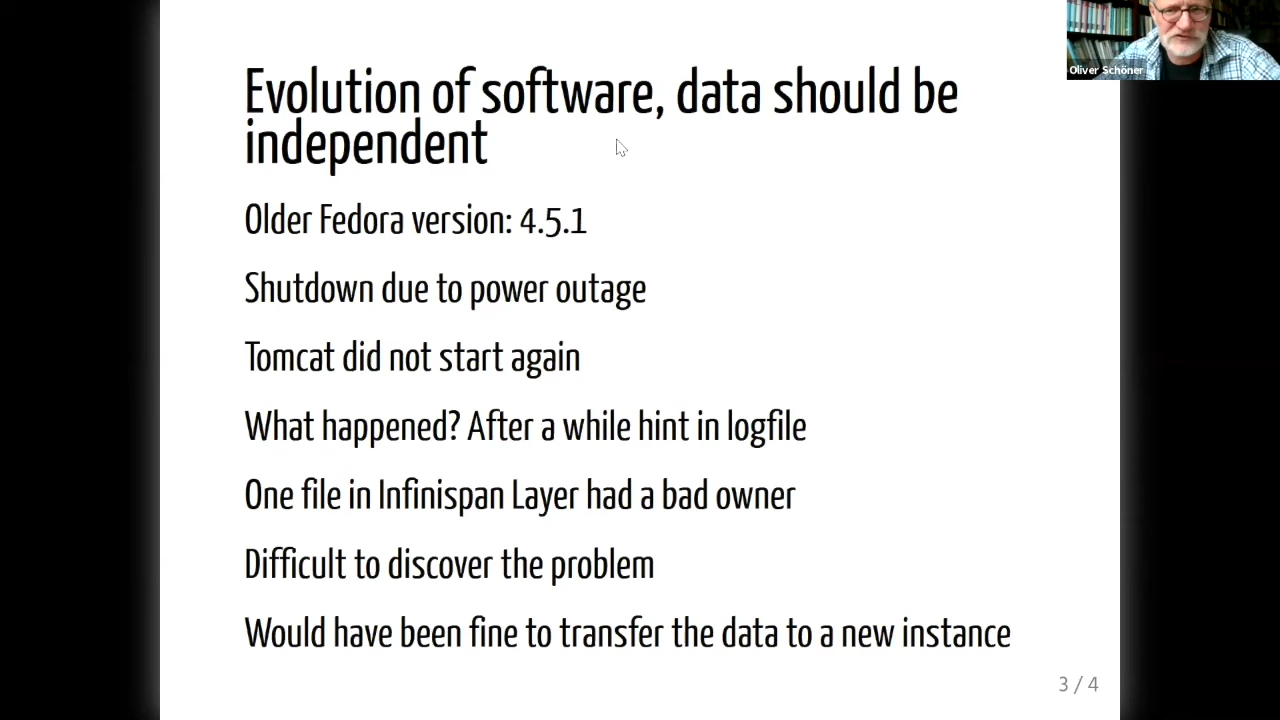 Oliver Schöner
Evolution of software, data should be
independent
Older Fedora version: 4.5.1
Shutdown due to power outage
Tomcat did not start again
What happened? After a while hint in logfile
One file in Infinispan Layer had a bad owner
Difficult to discover the problem
Would have been fine to transfer the data to a new instance
3 / 4